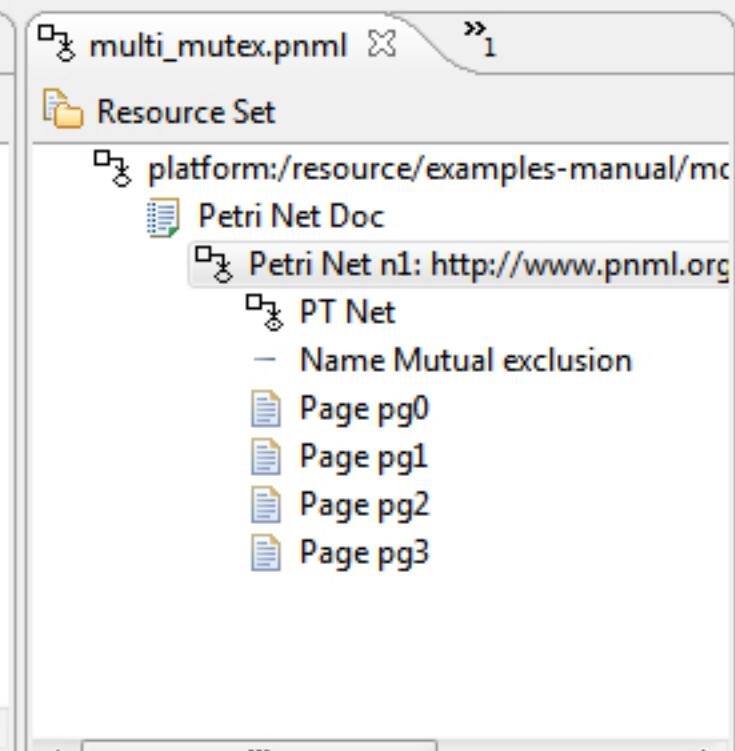 multi_mutex.pnml
»1
Resource Set
platform:/resource/examples-manual/mo
Petri Net Doc
Petri Net n1: http://www.pnml.org
PT Net
Name Mutual exclusion
Page pg0
Page pg1
Page pg2
Page pg3